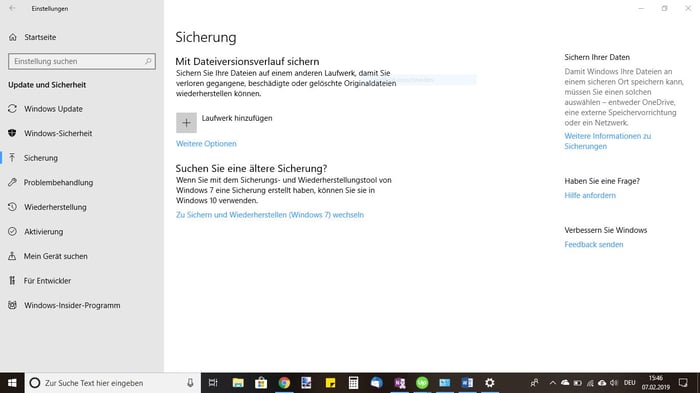 Einstellungen
Startseite
Einstellung suchen
Update und Sicherheit
Windows Update
Windows-Sicherheit
Sicherung
Problembehandlung
Wiederherstellung
Aktivierung
Mein Gerät suchen
Für Entwickler
Windows-Insider-Programm
Sicherung
Mit Dateiversionsverlauf sichern
Sichern Sie Ihre Dateien auf einem anderen Laufwerk, damit Sie
verloren gegangene, beschädigte oder gelöschte Originaldateien
wiederherstellen können.
Laufwerk hinzufügen
Weitere Optionen
Suchen Sie eine ältere Sicherung?
Wenn Sie mit dem Sicherungs- und Wiederherstellungstool von
Windows 7 eine Sicherung erstellt haben, können Sie sie in
Windows 10 verwenden.
Zu Sichern und Wiederherstellen (Windows 7) wechseln
Sichern Ihrer Daten
Damit Windows Ihre Dateien an
einem sicheren Ort speichern kann,
müssen Sie einen solchen
auswählen – entweder OneDrive,
eine externe Speichervorrichtung
oder ein Netzwerk.
Weitere Informationen zu
Sicherungen
Haben Sie eine Frage?
Hilfe anfordern
Verbessern Sie Windows
Feedback senden
Zur Suche Text hier eingeben
Up
DEU
15:46
07.02.2019